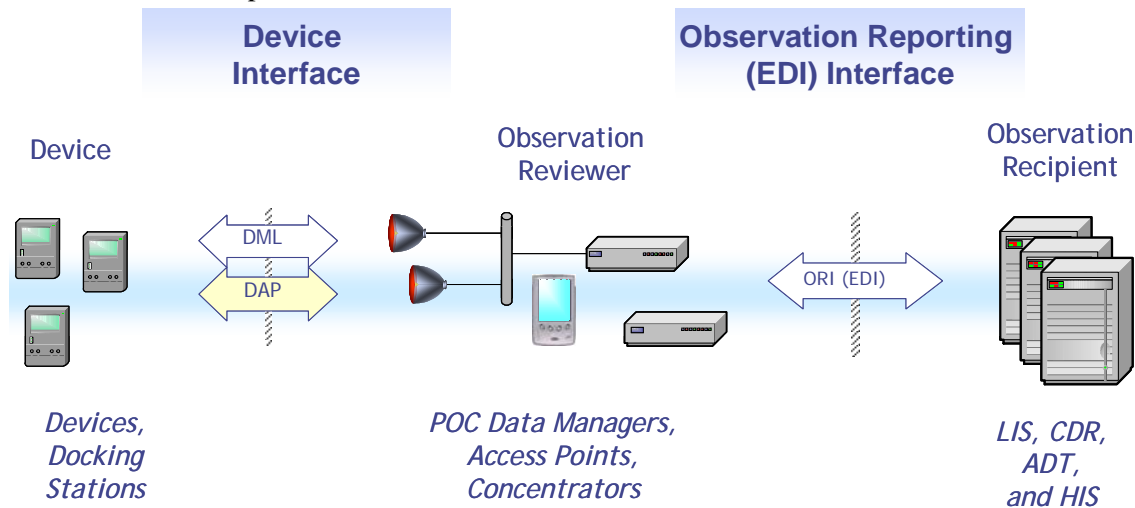 Device
Interface
Observation Reporting
(EDI) Interface
Device
Observation
Reviewer
Observation
Recipient
DML
DAP
ORI (EDI)
Devices,
Docking
Stations
POC Data Managers,
Access Points,
Concentrators
LIS, CDR,
ADT,
and HIS